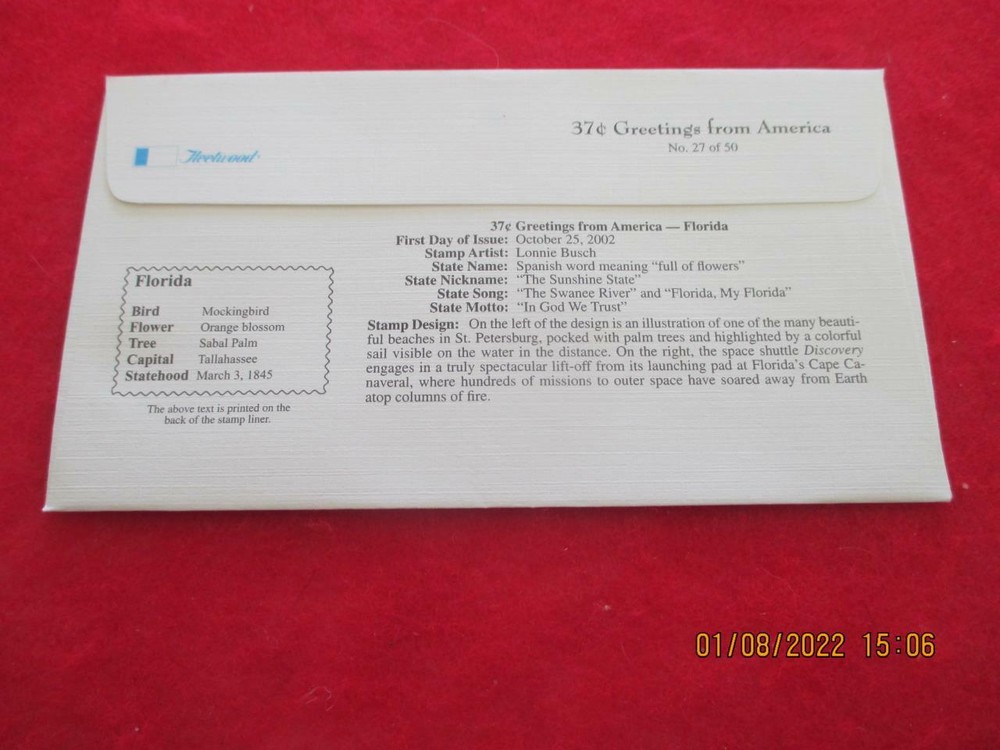 37¢ Greetings from America
No. 27 of 50
Fleetwood
37¢ Greetings from America — Florida
First Day of Issue: October 25, 2002
Stamp Artist: Lonnie Busch
State Name: Spanish word meaning “full of flowers”
State Nickname: “The Sunshine State”
State Song: “The Swanee River” and “Florida, My Florida”
State Motto: “In God We Trust”
Stamp Design: On the left of the design is an illustration of one of the many beauti-
ful beaches in St. Petersburg, pocked with palm trees and highlighted by a colorful
sail visible on the water in the distance. On the right, the space shuttle Discovery
engages in a truly spectacular lift-off from its launching pad at Florida’s Cape Ca-
naveral, where hundreds of missions to outer space have soared away from Earth
atop columns of fire.
Florida
Bird Mockingbird
Flower Orange blossom
Tree Sabal Palm
Capital Tallahassee
Statehood March 3, 1845
The above text is printed on the
back of the stamp liner.
01/08/2022 15:06